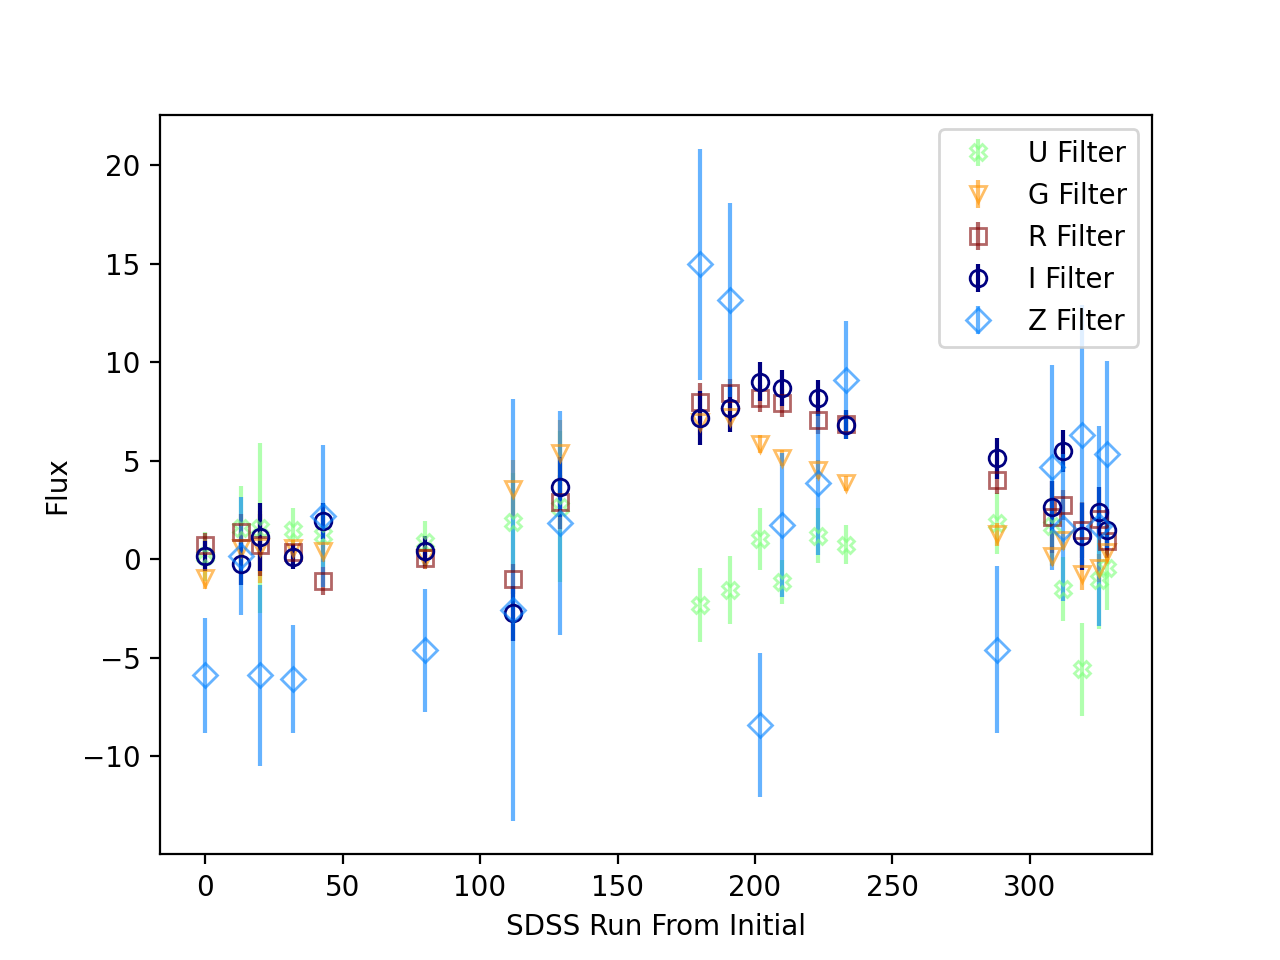 20
15
10
5
0
−5
−10
Flux
U Filter
G Filter
R Filter
I Filter
Z Filter
0 50 100 150 200 250 300
SDSS Run From Initial